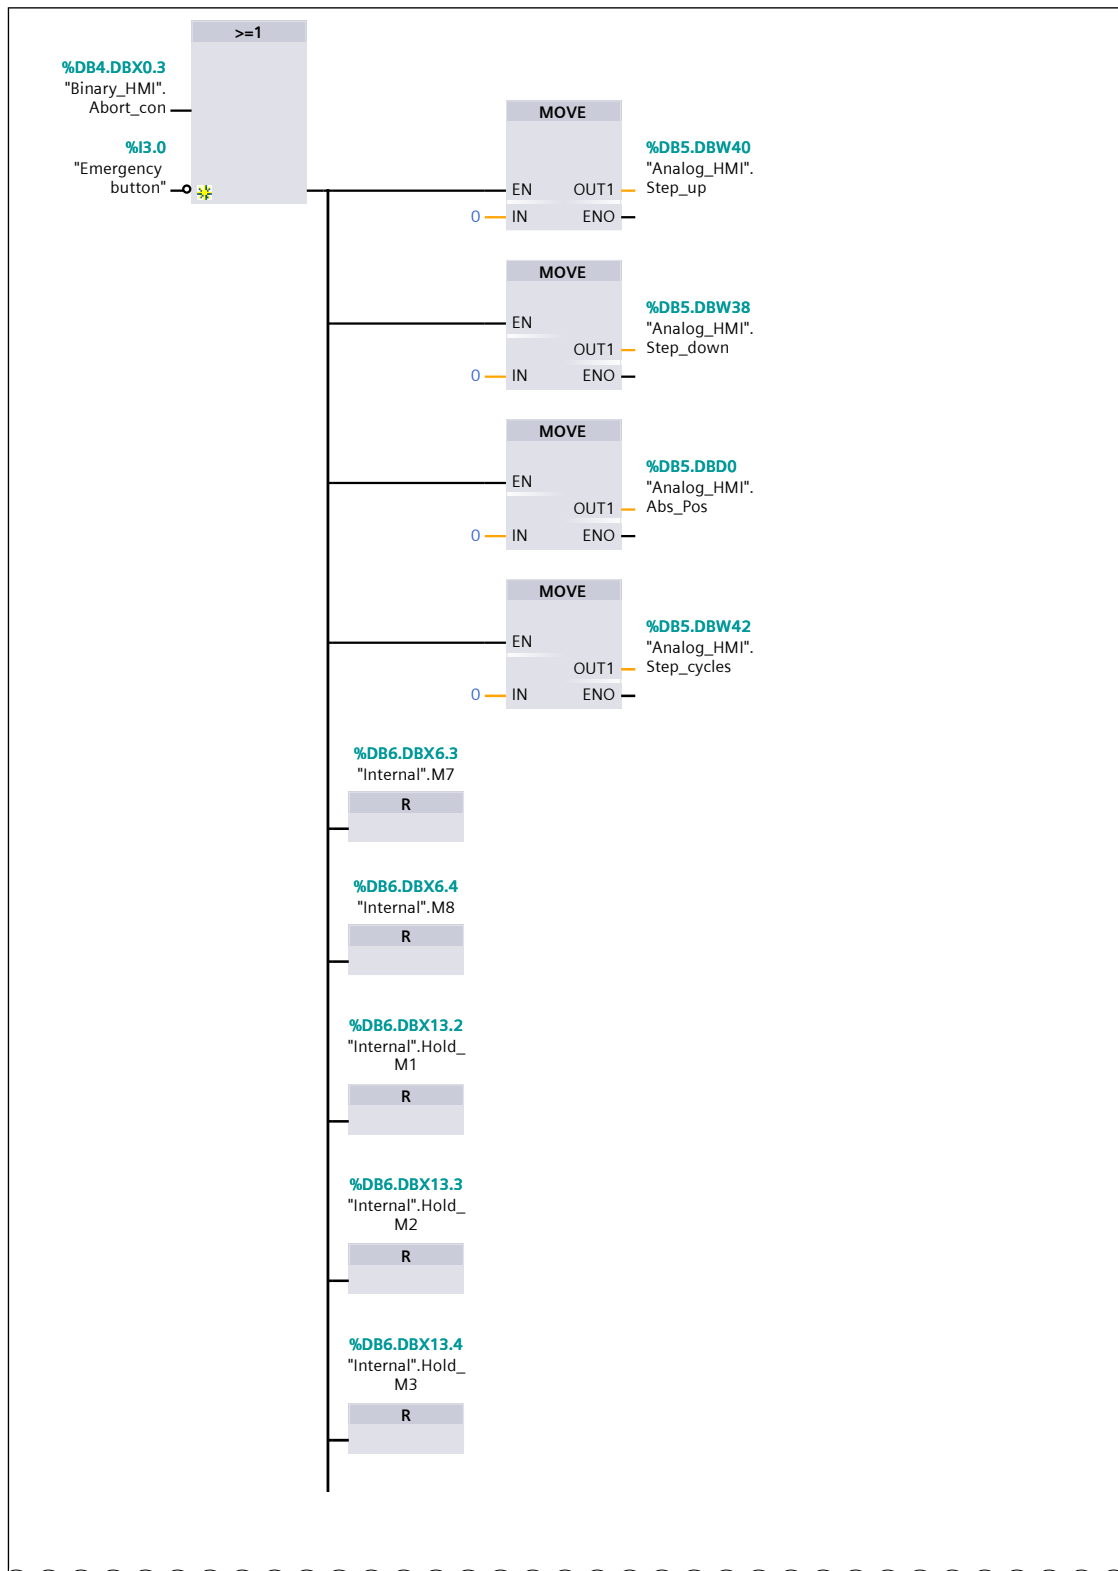 >=1
%DB4.DBX0.3
"Binary_HMI".
Abort_con
%I3.0
"Emergency
button"
MOVE
%DB5.DBW40
"Analog_HMI".
Step_up
EN OUT1
0 IN ENO
MOVE
%DB5.DBW38
"Analog_HMI".
Step_down
EN
OUT1
0 IN ENO
MOVE
%DB5.DBD0
"Analog_HMI".
Abs_Pos
EN
OUT1
0 IN ENO
MOVE
%DB5.DBW42
"Analog_HMI".
Step_cycles
EN
OUT1
0 IN ENO
%DB6.DBX6.3
"Internal".M7
R
%DB6.DBX6.4
"Internal".M8
R
%DB6.DBX13.2
"Internal".Hold_
M1
R
%DB6.DBX13.3
"Internal".Hold_
M2
R
%DB6.DBX13.4
"Internal".Hold_
M3
R